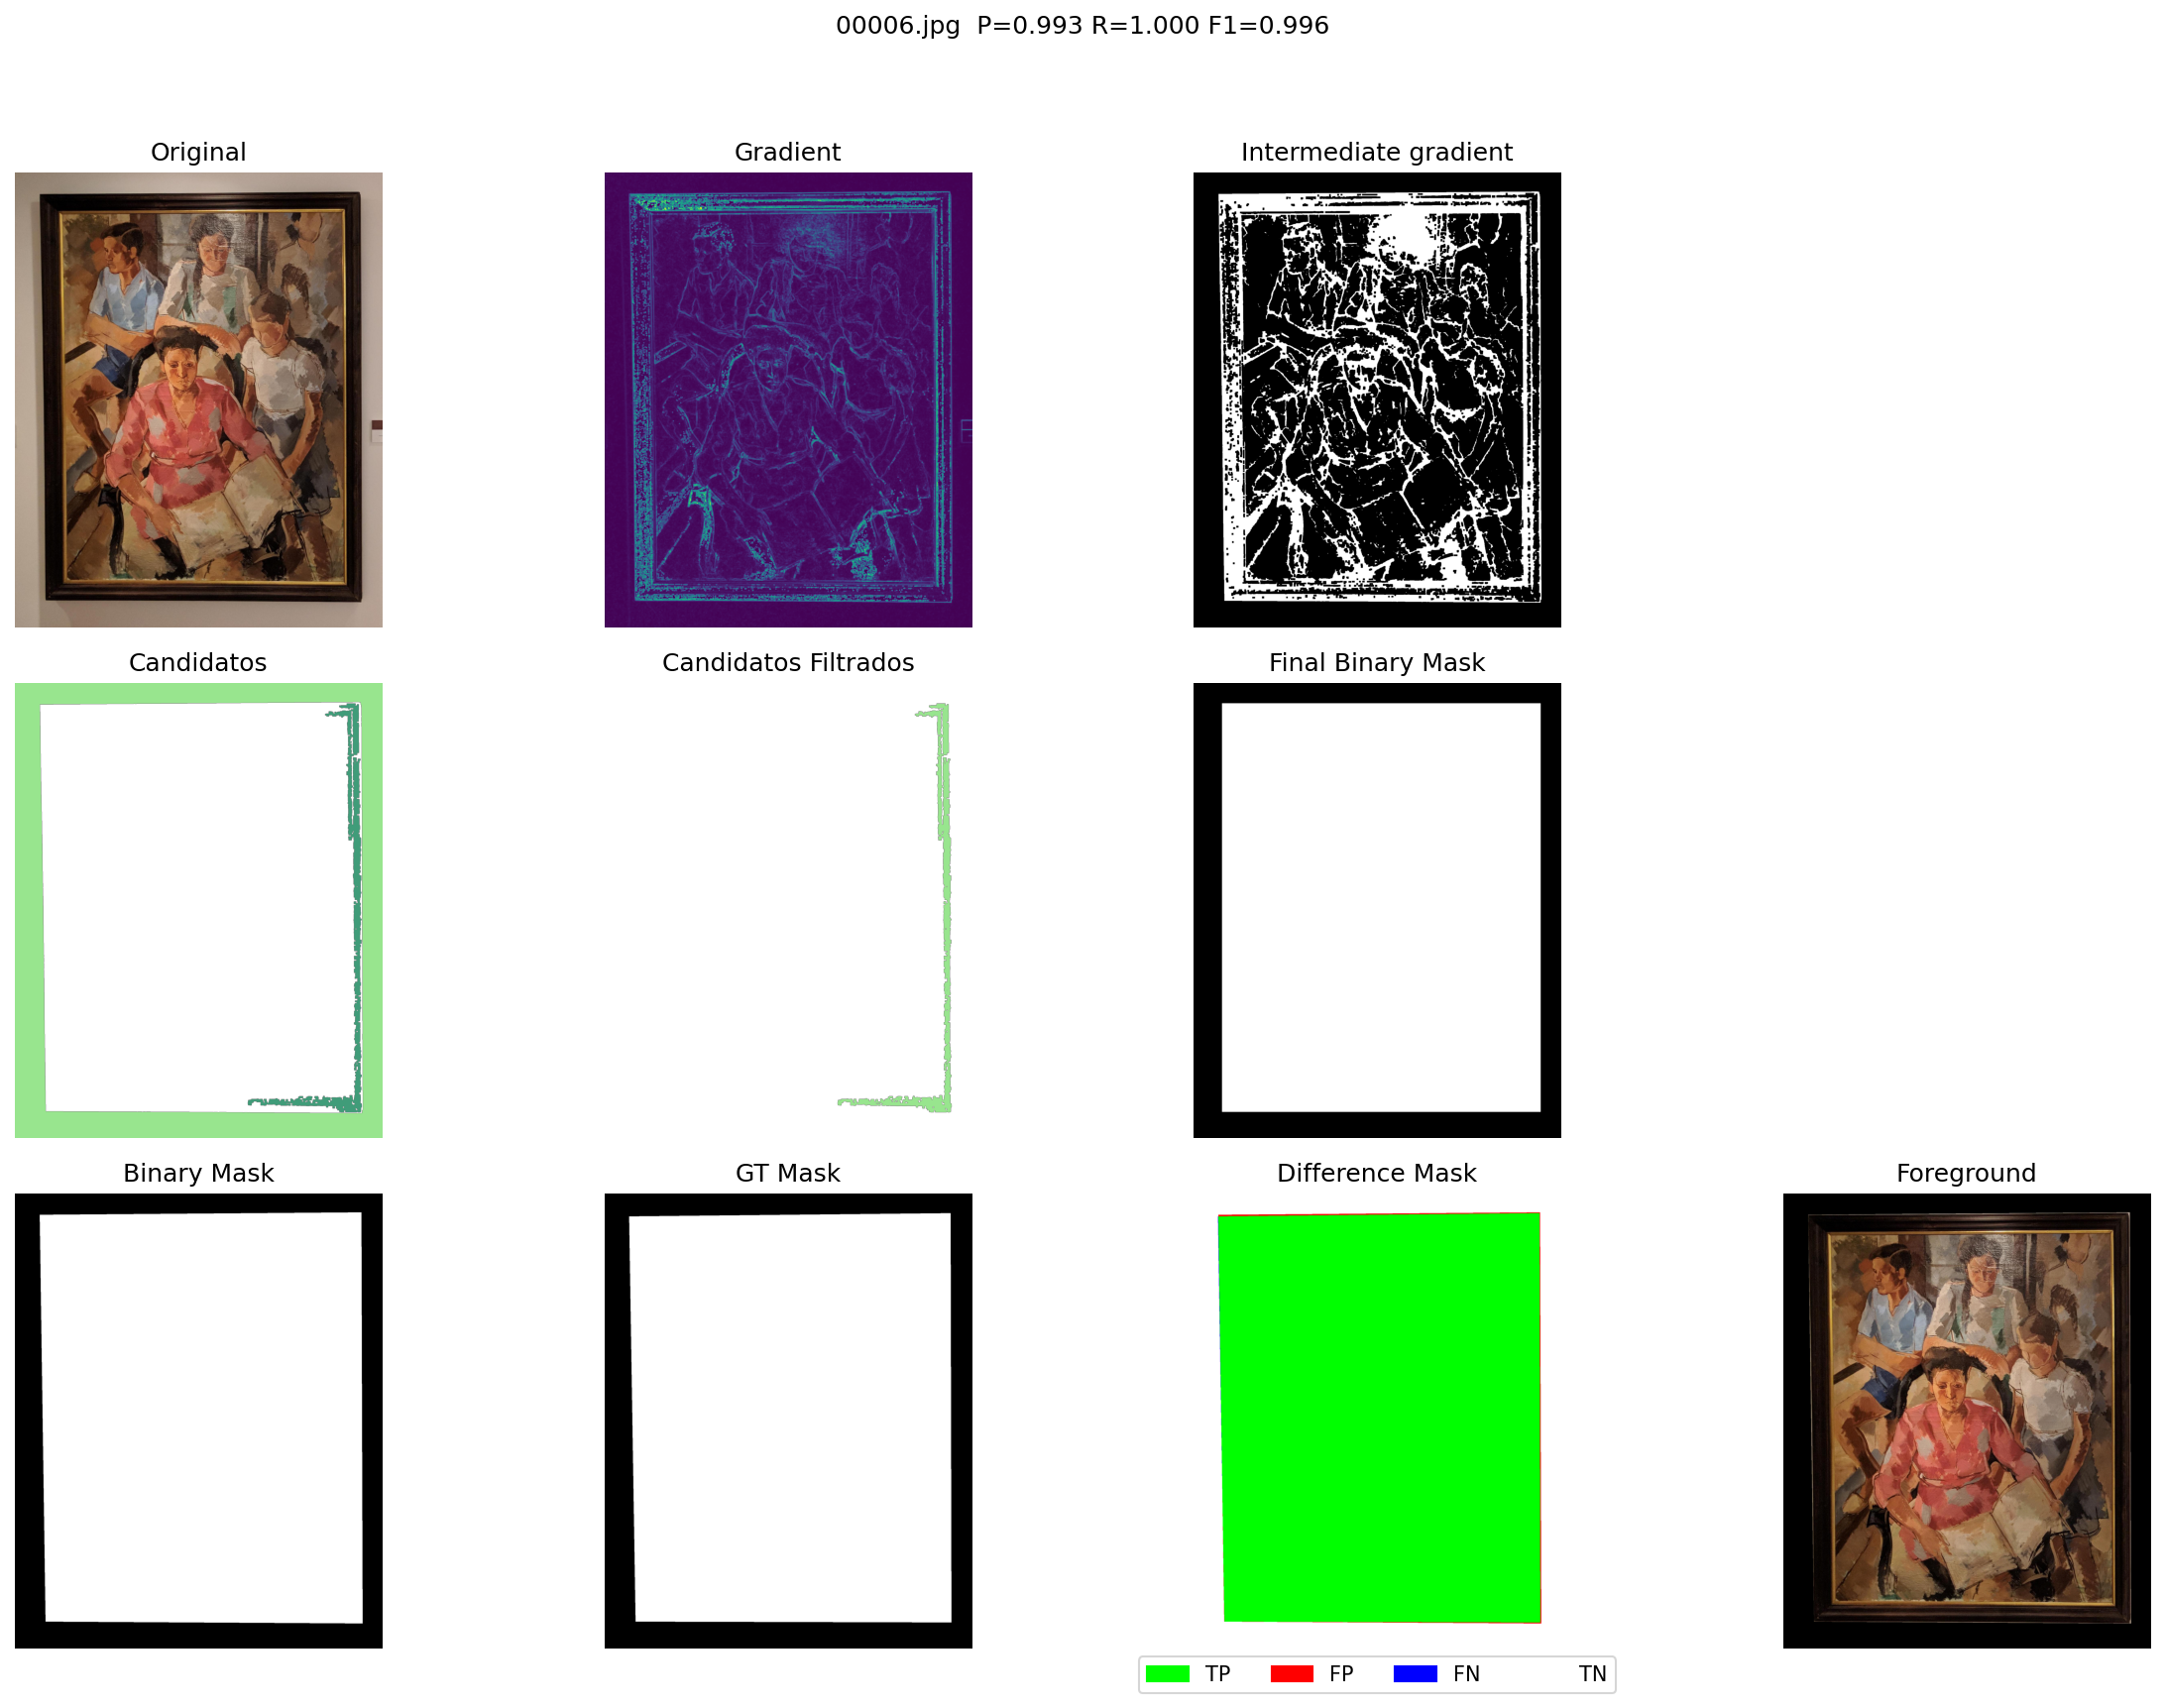 00006.jpg  P=0.993 R=1.000 F1=0.996
Original
Gradient
Intermediate gradient
Candidatos
Candidatos Filtrados
Final Binary Mask
Binary Mask
GT Mask
Difference Mask
Foreground
TP FP FN TN